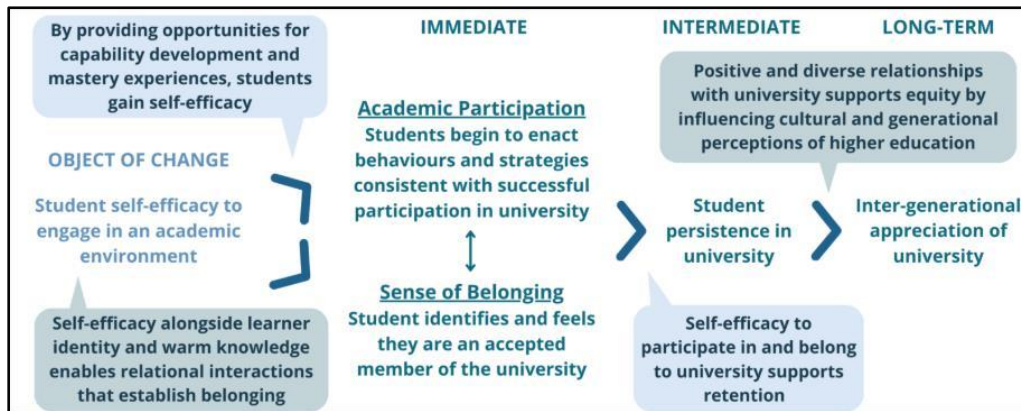 By providing opportunities for
capability development and
mastery experiences, students
gain self-efficacy
OBJECT OF CHANGE
Student self-efficacy to
engage in an academic
environment
Self-efficacy alongside learner
identity and warm knowledge
enables relational interactions
that establish belonging
IMMEDIATE
Academic Participation
Students begin to enact
behaviours and strategies
consistent with successful
participation in university
Sense of Belonging
Student identifies and feels
they are an accepted
member of the university
INTERMEDIATE
LONG-TERM
Positive and diverse relationships
with university supports equity by
influencing cultural and generational
perceptions of higher education
Student
persistence in
university
Inter-generational
appreciation of
university
Self-efficacy to
participate in and belong
to university supports
retention